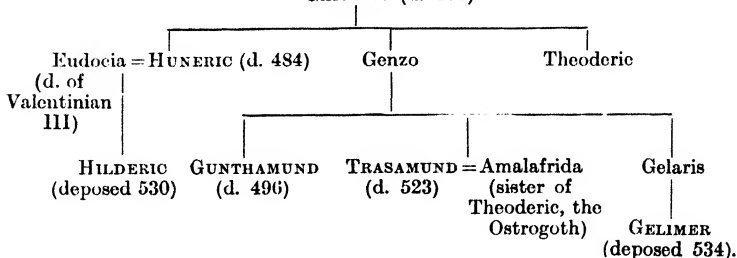 Eudocia = HUNERIC (d. 484) Genzo Theoderic
(d. of
Valentinian
III)
HILDERIC GUNTHAMUND TRASAMUND = Amalafrida Gelaris
(deposed 530) (d. 496) (d. 523) (sister of
Theoderic, the
Ostrogoth) GELIMER
(deposed 534).